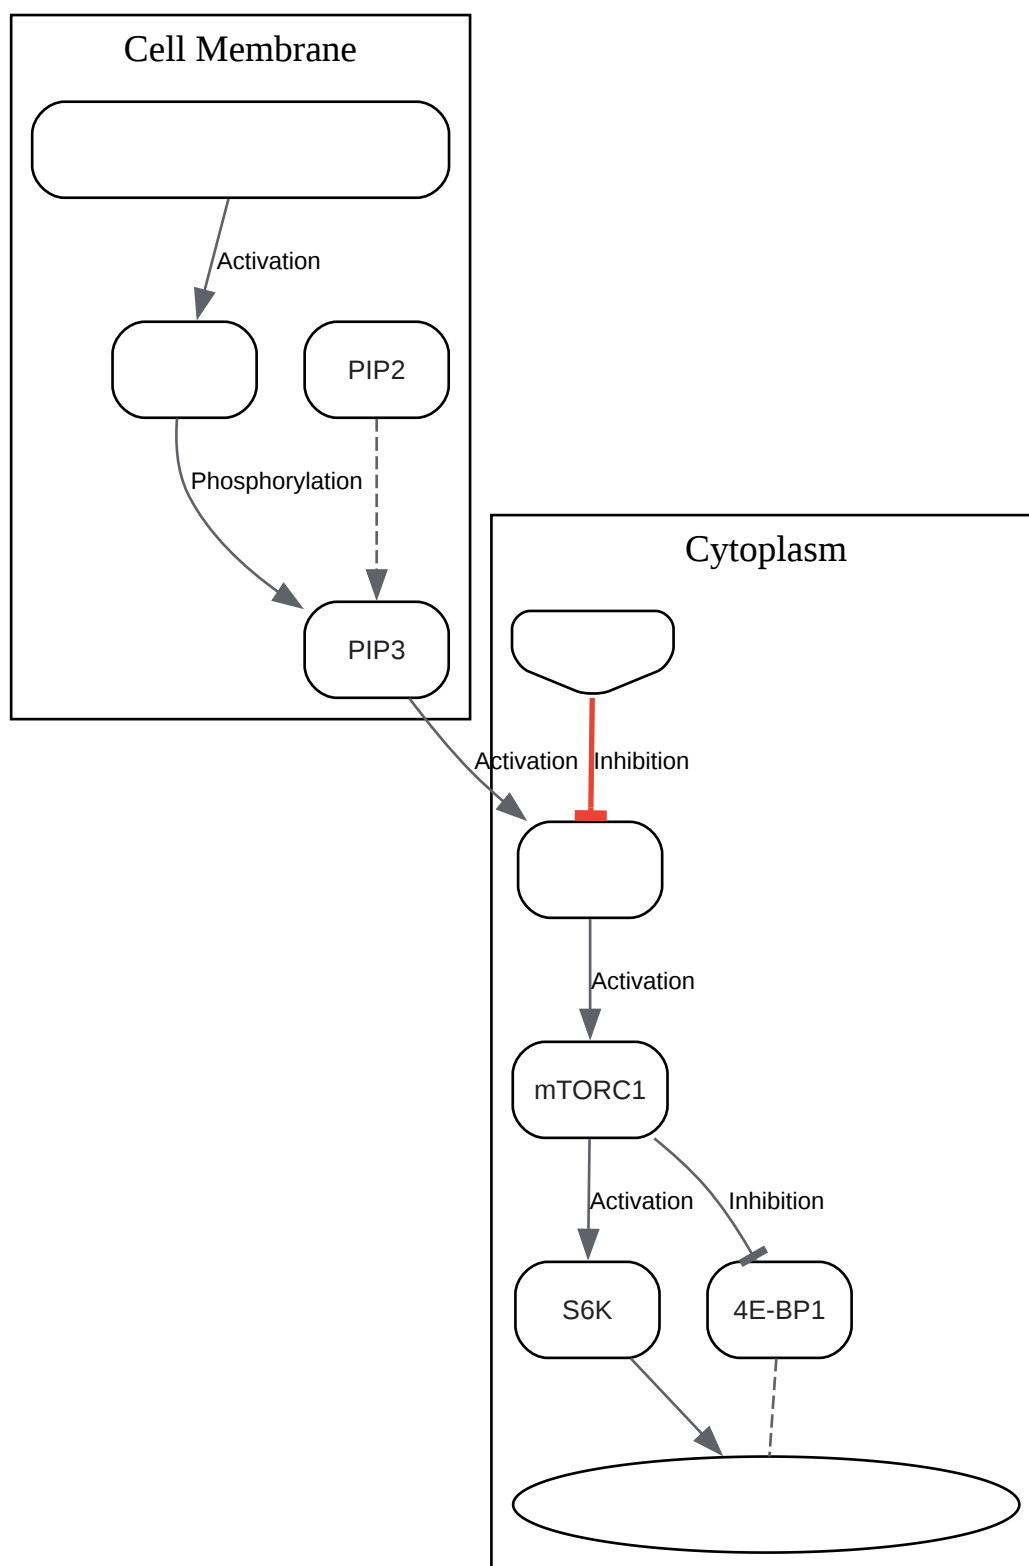 Cell Membrane
Activation
PIP2
Phosphorylation
Cytoplasm
PIP3
Activation
Inhibition
Activation
mTORC1
Activation
Inhibition
S6K
4E-BP1